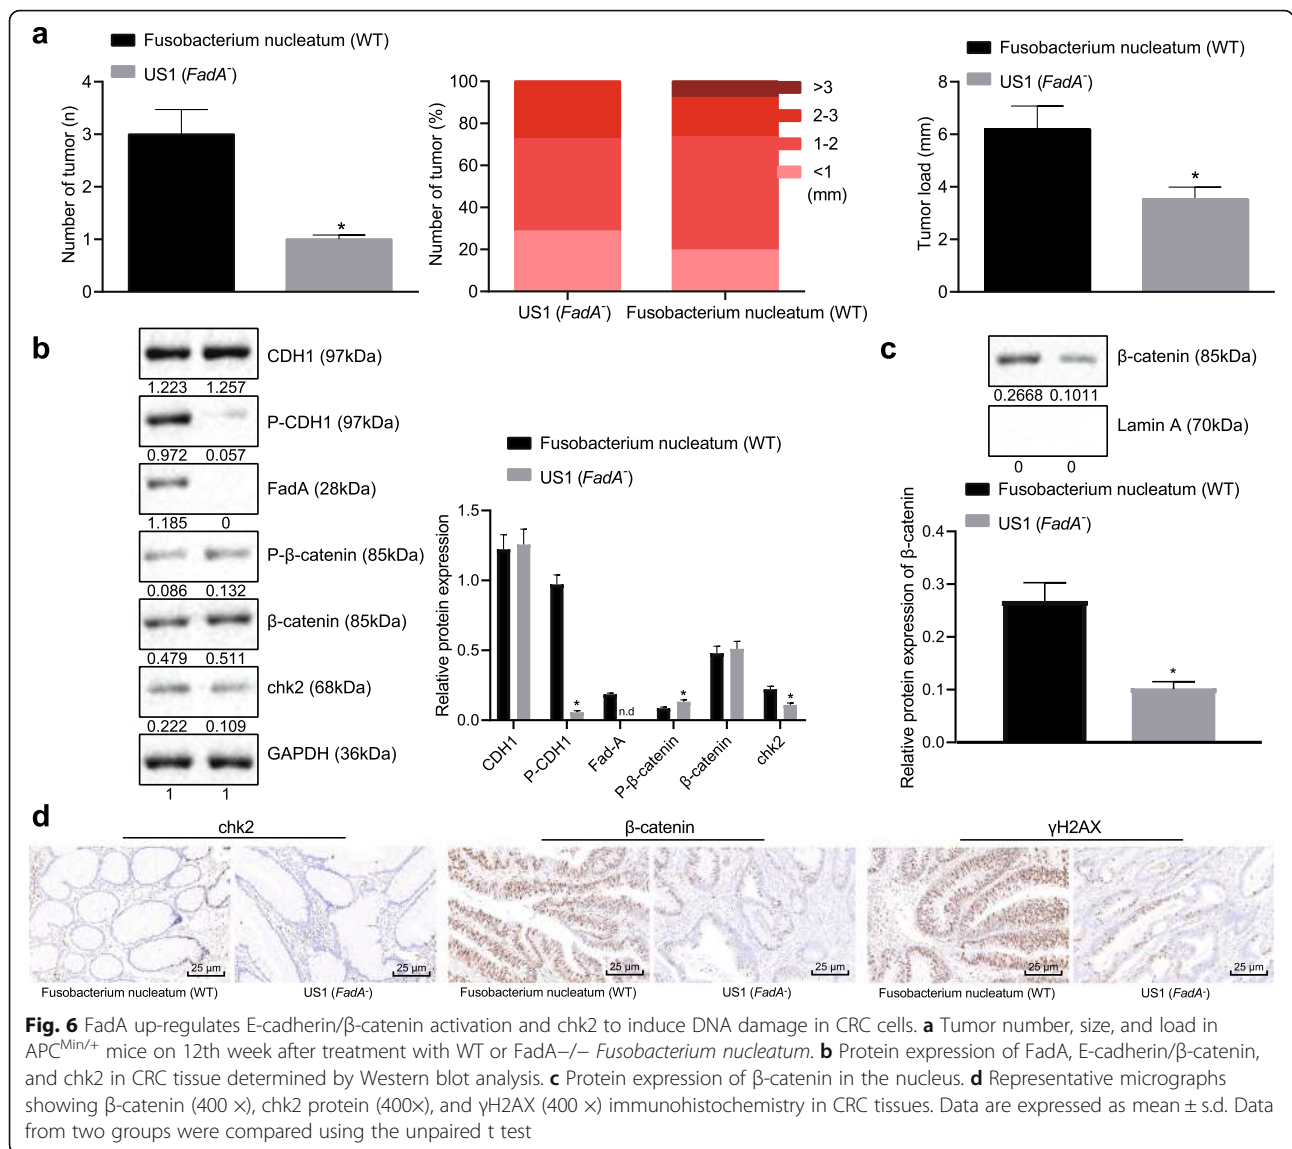 a
Fusobacterium nucleatum (WT)
US1 (FadA-)
Number of tumor (n)
4
3
2
1
0
*
Number of tumor (%)
100
80
60
40
20
0
US1 (FadA-) Fusobacterium nucleatum (WT)
>3
2-3
1-2
<1
(mm)
Fusobacterium nucleatum (WT)
US1 (FadA-)
Tumor load (mm)
8
6
4
2
0
*
b
CDH1 (97kDa)
1.223 1.257
P-CDH1 (97kDa)
0.972 0.057
FadA (28kDa)
1.185 0
P-β-catenin (85kDa)
0.086 0.132
β-catenin (85kDa)
0.479 0.511
chk2 (68kDa)
0.222 0.109
GAPDH (36kDa)
1 1
Fusobacterium nucleatum (WT)
US1 (FadA-)
Relative protein expression
1.5
1.0
0.5
0.0
* n.d * *
CDH1 P-CDH1 Fad-A P-β-catenin β-catenin chk2
c
β-catenin (85kDa)
0.2668 0.1011
Lamin A (70kDa)
0 0
Fusobacterium nucleatum (WT)
US1 (FadA-)
Relative protein expression of β-catenin
0.4
0.3
0.2
0.1
0.0
*
d
chk2 β-catenin γH2AX
25 μm 25 μm 25 μm 25 μm 25 μm 25 μm
Fusobacterium nucleatum (WT) US1 (FadA-) Fusobacterium nucleatum (WT) US1 (FadA-) Fusobacterium nucleatum (WT) US1 (FadA-)
Fig. 6 FadA up-regulates E-cadherin/β-catenin activation and chk2 to induce DNA damage in CRC cells. a Tumor number, size, and load in
APCMin/+ mice on 12th week after treatment with WT or FadA−/− Fusobacterium nucleatum. b Protein expression of FadA, E-cadherin/β-catenin,
and chk2 in CRC tissue determined by Western blot analysis. c Protein expression of β-catenin in the nucleus. d Representative micrographs
showing β-catenin (400 ×), chk2 protein (400×), and γH2AX (400 ×) immunohistochemistry in CRC tissues. Data are expressed as mean ± s.d. Data
from two groups were compared using the unpaired t test